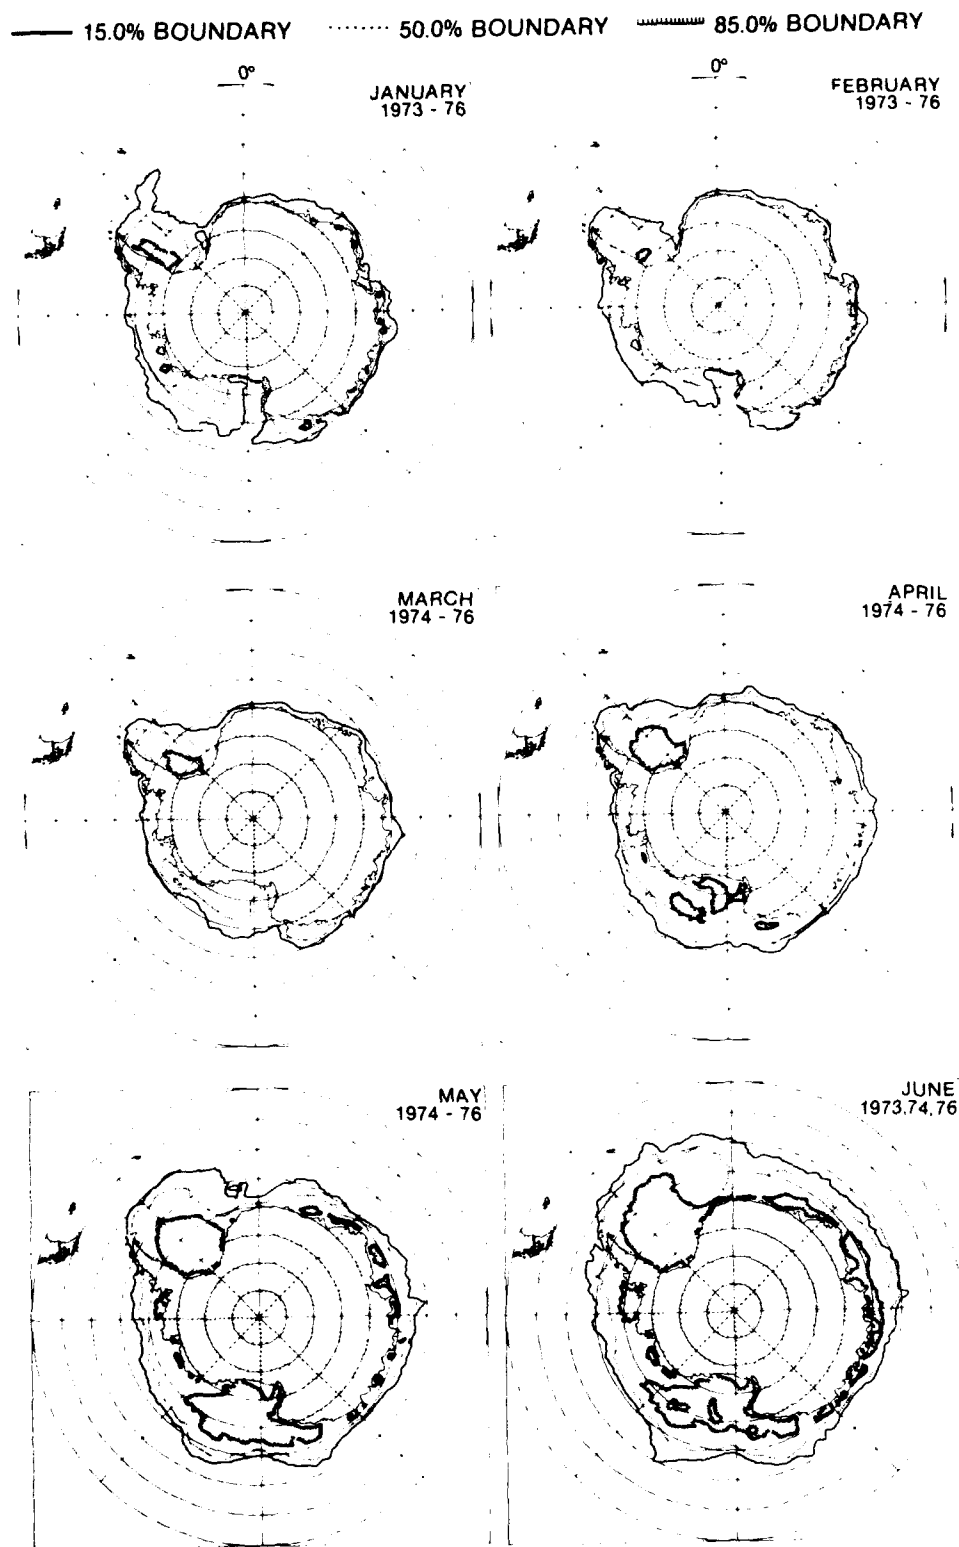 15.0% BOUNDARY 50.0% BOUNDARY 85.0% BOUNDARY
0°
JANUARY
1973 - 76
0°
FEBRUARY
1973 - 76
MARCH
1974 - 76
APRIL
1974 - 76
MAY
1974 - 76
JUNE
1973,74,76